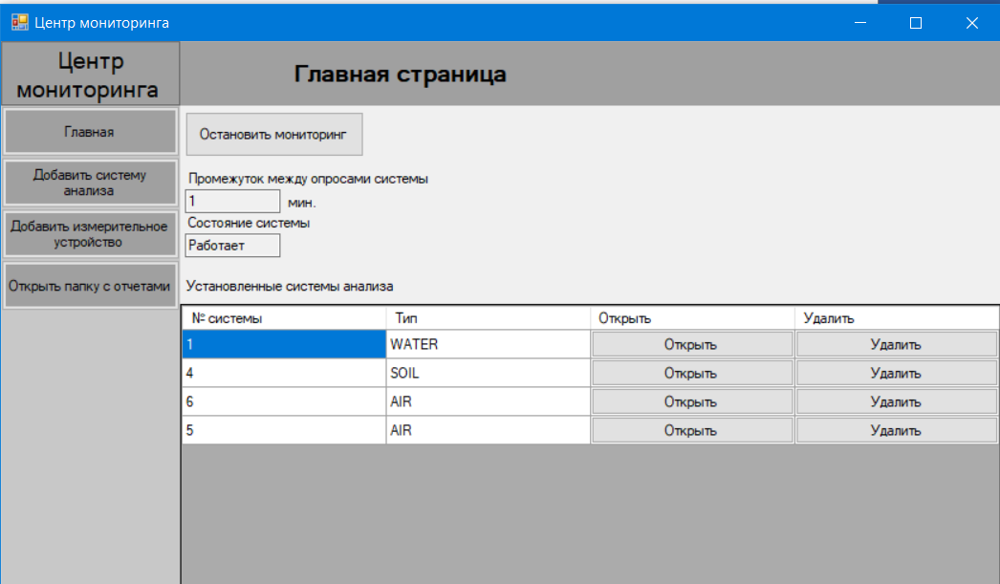 Центр мониторинга
Центр
мониторинга
Главная страница
Главная
Добавить систему
анализа
Добавить измерительное
устройство
Открыть папку с отчетами
Остановить мониторинг
Промежуток между опросами системы
1 мин.
Состояние системы
Работает
Установленные системы анализа
№ системы Тип Открыть Удалить
1 WATER Открыть Удалить
4 SOIL Открыть Удалить
6 AIR Открыть Удалить
5 AIR Открыть Удалить